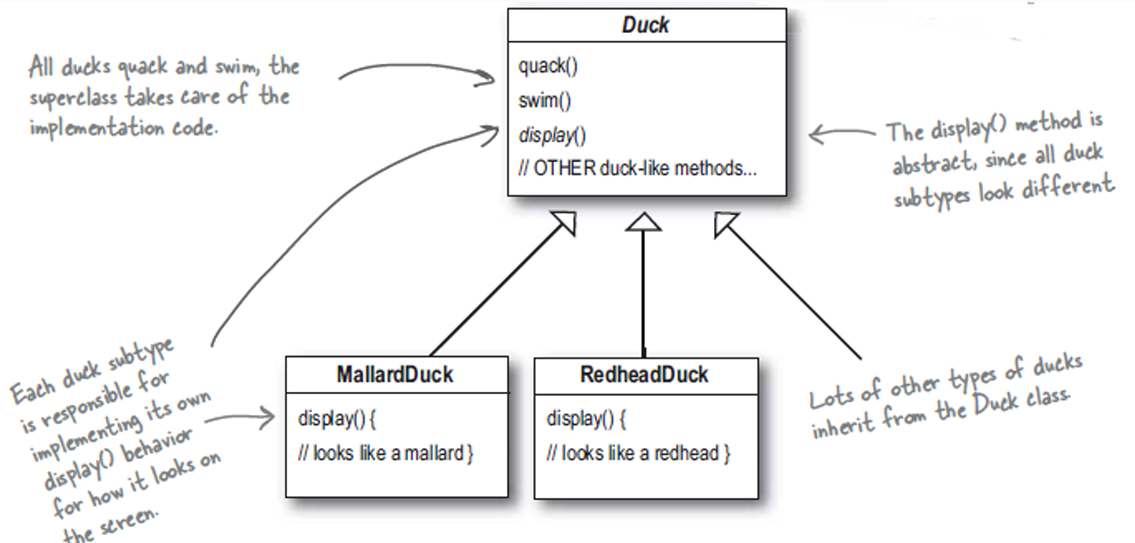 Duck
quack()
swim()
display()
// OTHER duck-like methods...
All ducks quack and swim, the
superclass takes care of the
implementation code.
The display() method is
abstract, since all duck
subtypes look different
Each duck subtype
is responsible for
implementing its own
display() behavior
for how it looks on
the screen.
MallardDuck
display() {
// looks like a mallard }
RedheadDuck
display() {
// looks like a redhead }
Lots of other types of ducks
inherit from the Duck class